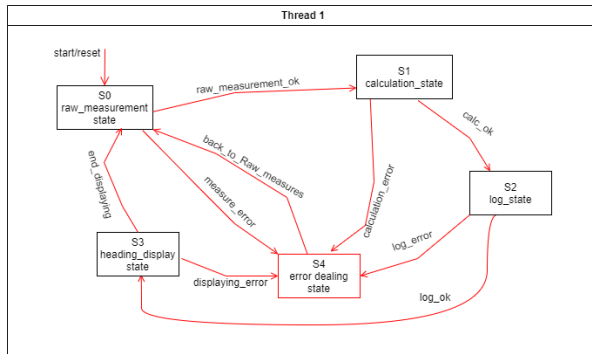 Thread 1
start/reset
S0
raw_measurement
state
raw_measurement_ok
S1
calculation_state
calc_ok
back_to_Raw_measures
measure_error
calculation_error
end_displaying
S2
log_state
S3
heading_display
state
displaying_error
S4
error dealing
state
log_error
log_ok